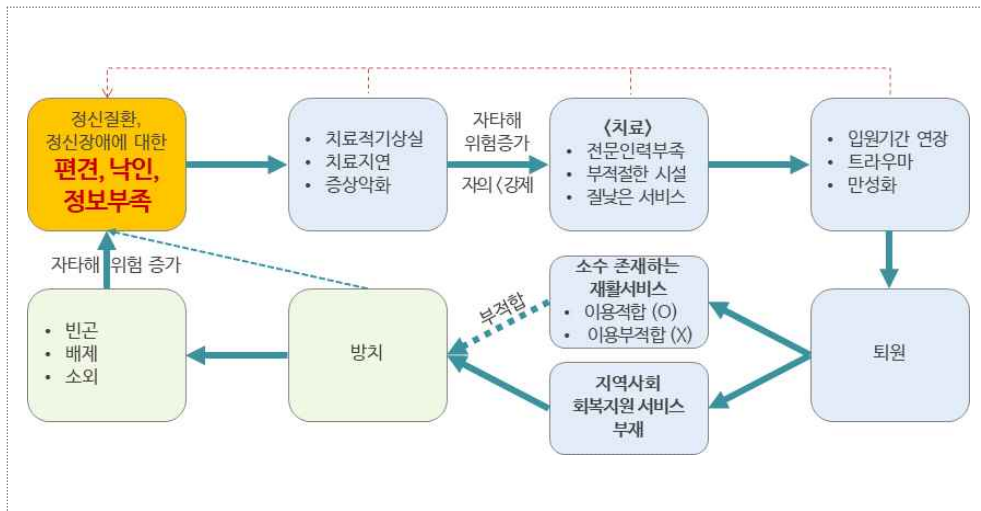 정신질환,
정신장애에 대한
편견, 낙인,
정보부족
• 치료적기상실
• 치료지연
• 증상악화
자타해
위험증가
자의〈강제
〈치료〉
• 전문인력부족
• 부적절한 시설
• 질낮은 서비스
• 입원기간 연장
• 트라우마
• 만성화
자타해 위험 증가
• 빈곤
• 배제
• 소외
방치
부적합
소수 존재하는
재활서비스
• 이용적합 (O)
• 이용부적합 (X)
지역사회
회복지원 서비스
부재
퇴원